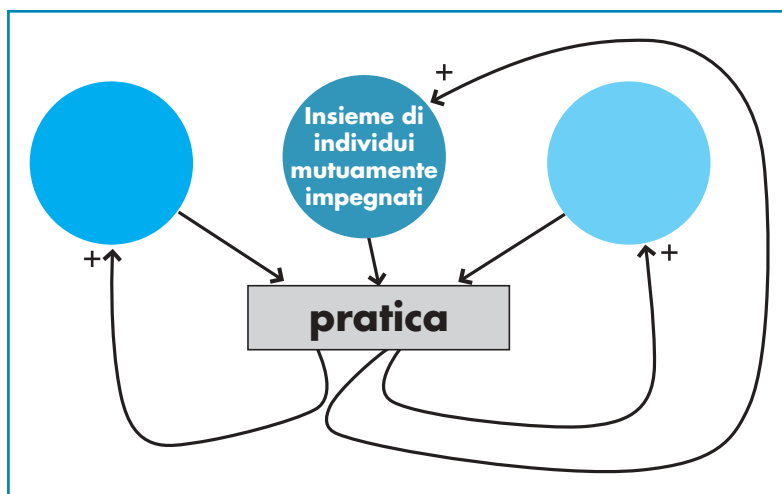 +
Insieme di
individui
mutuamente
impegnati
+
+
pratica